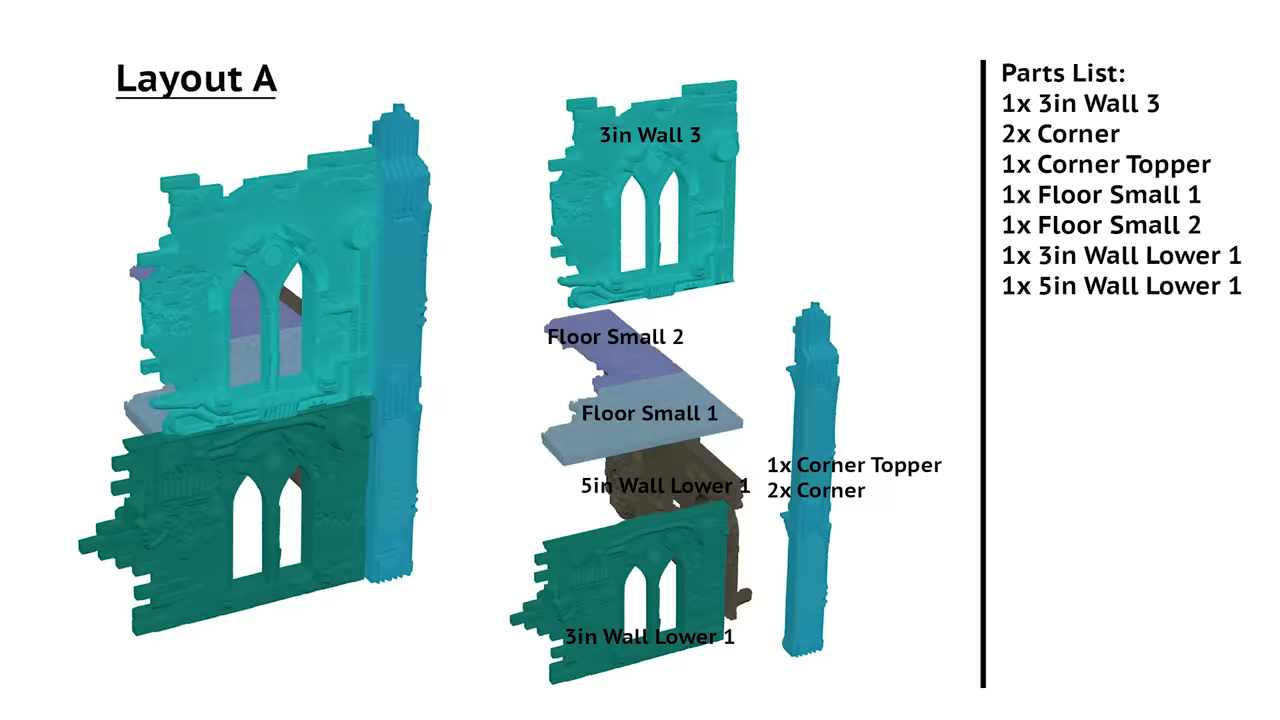 Layout A
3in Wall 3
Floor Small 2
Floor Small 1
5in Wall Lower 1
1x Corner Topper
2x Corner
3in Wall Lower 1
Parts List:
1x 3in Wall 3
2x Corner
1x Corner Topper
1x Floor Small 1
1x Floor Small 2
1x 3in Wall Lower 1
1x 5in Wall Lower 1